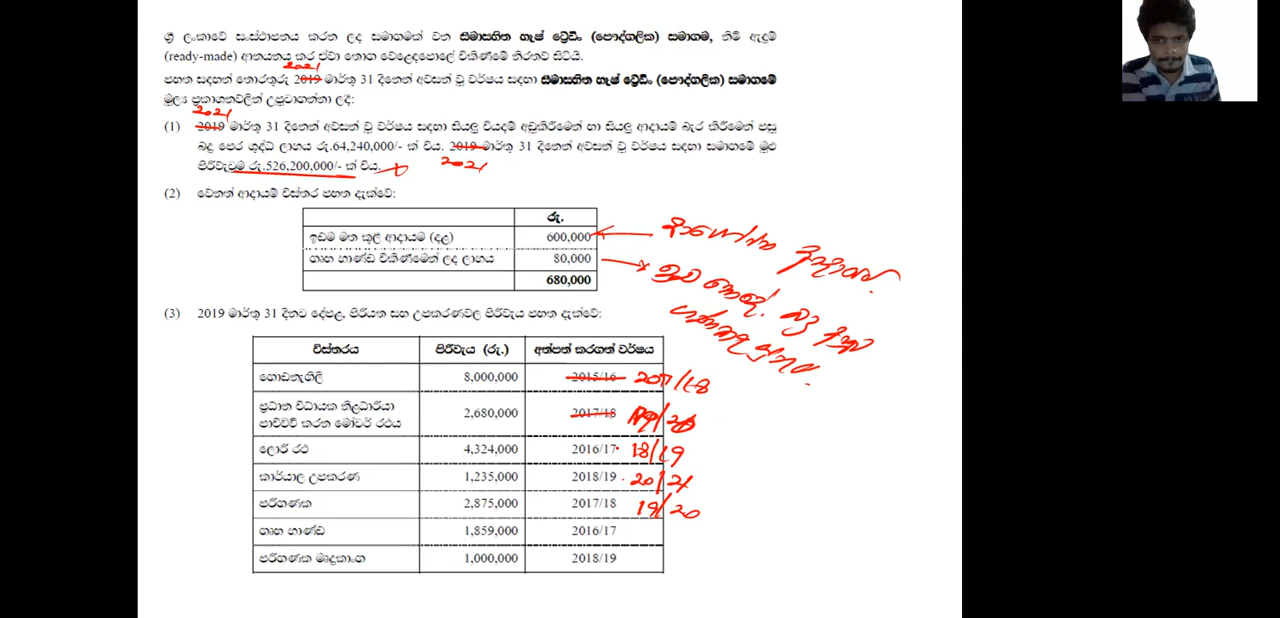 ශ්‍රී ලංකාවේ සංස්ථාපනය කරන ලද සමාගමක් වන සීමාසහිත හැෂ් ට්‍රේඩිං (පෞද්ගලික) සමාගම, නිමි ඇඳුම්
(ready-made) ආනයනය කර ඒවා තොග වෙළෙඳපොලේ විකිණීමේ නිරතව සිටියි.
2021
පහත සඳහන් තොරතුරු 2019 මාර්තු 31 දිනෙන් අවසන් වූ වර්ෂය සඳහා සීමාසහිත හැෂ් ට්‍රේඩිං (පෞද්ගලික) සමාගමේ
මූල්‍ය ප්‍රකාශනවලින් උපුටාගන්නා ලදී:
2021
(1) 2019 මාර්තු 31 දිනෙන් අවසන් වූ වර්ෂය සඳහා සියලු වියදම් අඩුකිරීමෙන් හා සියලු ආදායම් බැර කිරීමෙන් පසු
බදු පෙර ශුද්ධ ලාභය රු.64,240,000/- ක් විය. 2019 මාර්තු 31 දිනෙන් අවසන් වූ වර්ෂය සඳහා සමාගමේ මුළු
පිරිවැටුම රු.526,200,000/- ක් විය. 2021
(2) වෙනත් ආදායම් විස්තර පහත දැක්වේ:
රු.
ඉඩම් මත කුලී ආදායම (දළ) 600,000
ගෘහ භාණ්ඩ විකිණීමෙන් ලද ලාභය 80,000
680,000
(3) 2019 මාර්තු 31 දිනට දේපළ, පිරියත සහ උපකරණවල පිරිවැය පහත දැක්වේ:
විස්තරය පිරිවැය (රු.) අත්පත් කරගත් වර්ෂය
ගොඩනැගිලි 8,000,000 2015/16 2017/18
ප්‍රධාන විධායක නිලධාරියා
පාවිච්චි කරන මෝටර් රථය 2,680,000 2017/18 19/20
ලොරි රථ 4,324,000 2016/17 18/19
කාර්යාල උපකරණ 1,235,000 2018/19 20/21
පරිගණක 2,875,000 2017/18 19/20
ගෘහ භාණ්ඩ 1,859,000 2016/17
පරිගණක මෘදුකාංග 1,000,000 2018/19